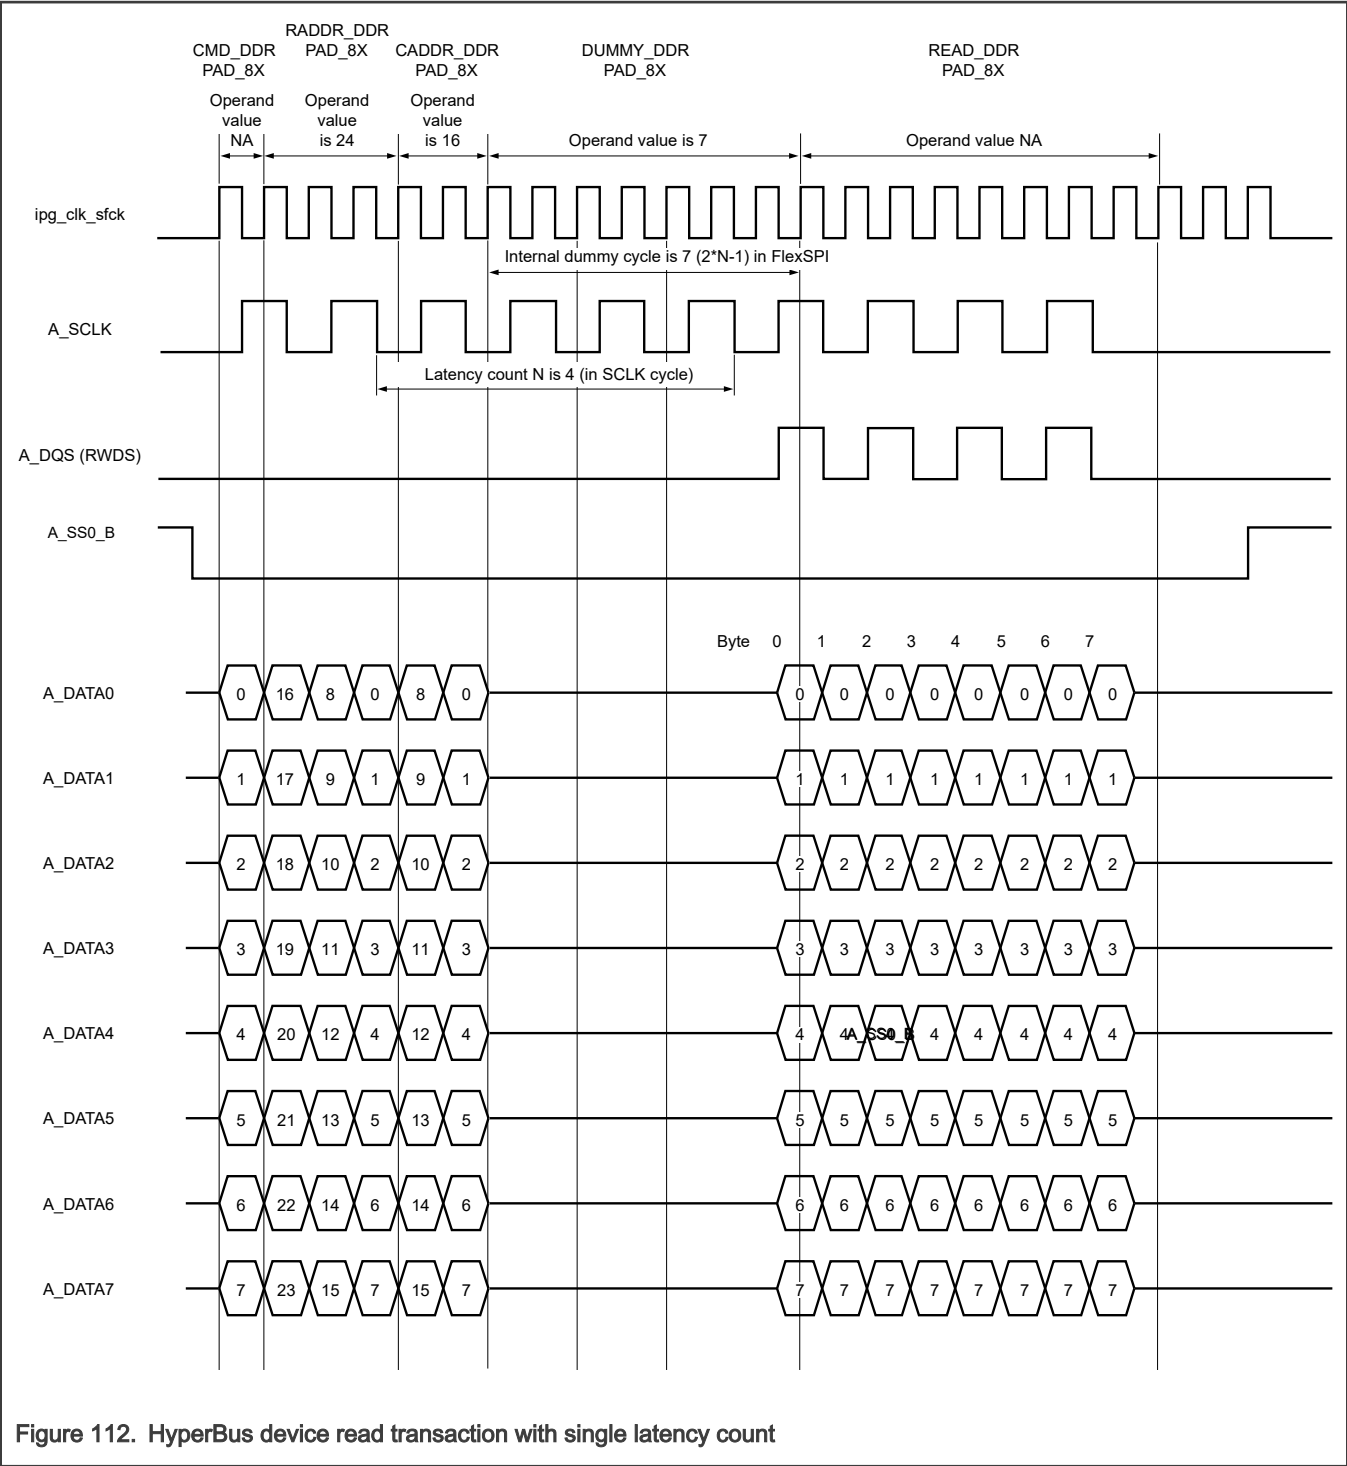 RADDR_DDR
CMD_DDR PAD_8X CADDR_DDR DUMMY_DDR READ_DDR
PAD_8X PAD_8X PAD_8X PAD_8X
Operand Operand Operand
value value value
NA is 24 is 16 Operand value is 7 Operand value NA
ipg_clk_sfck
Internal dummy cycle is 7 (2*N-1) in FlexSPI
A_SCLK
Latency count N is 4 (in SCLK cycle)
A_DQS (RWDS)
A_SS0_B
Byte 0 1 2 3 4 5 6 7
A_DATA0 0 16 8 0 8 0 0 0 0 0 0 0 0 0
A_DATA1 1 17 9 1 9 1 1 1 1 1 1 1 1 1
A_DATA2 2 18 10 2 10 2 2 2 2 2 2 2 2 2
A_DATA3 3 19 11 3 11 3 3 3 3 3 3 3 3 3
A_DATA4 4 20 12 4 12 4 4 4 A_SS0_B 4 4 4 4 4 4
A_DATA5 5 21 13 5 13 5 5 5 5 5 5 5 5 5
A_DATA6 6 22 14 6 14 6 6 6 6 6 6 6 6 6
A_DATA7 7 23 15 7 15 7 7 7 7 7 7 7 7 7
Figure 112. HyperBus device read transaction with single latency count